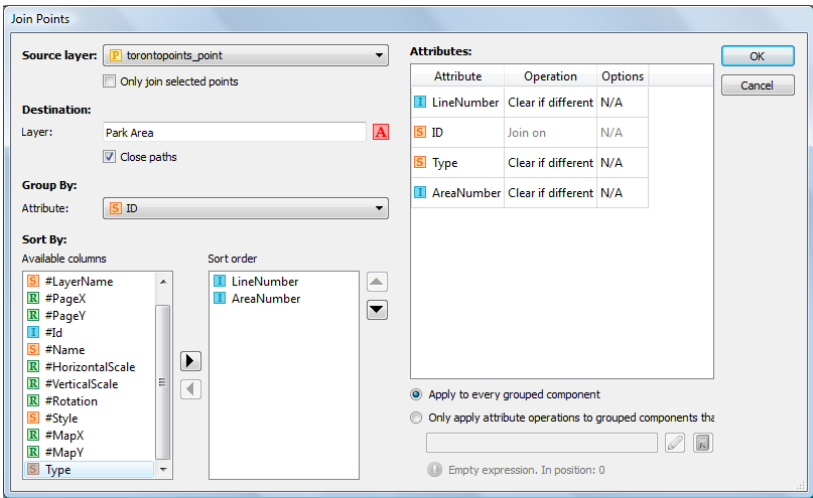 Join Points
Source layer:
P torontopoints_point
Only join selected points
Destination:
Layer:
Park Area
A
Close paths
Group By:
Attribute:
S ID
Sort By:
Available columns
S #LayerName
R #PageX
R #PageY
I #Id
S #Name
R #HorizontalScale
R #VerticalScale
R #Rotation
S #Style
R #MapX
R #MapY
S Type
Sort order
I LineNumber
I AreaNumber
Attributes:
Attribute Operation Options
I LineNumber Clear if different N/A
S ID Join on N/A
S Type Clear if different N/A
I AreaNumber Clear if different N/A
Apply to every grouped component
Only apply attribute operations to grouped components tha
Empty expression. In position: 0
OK
Cancel